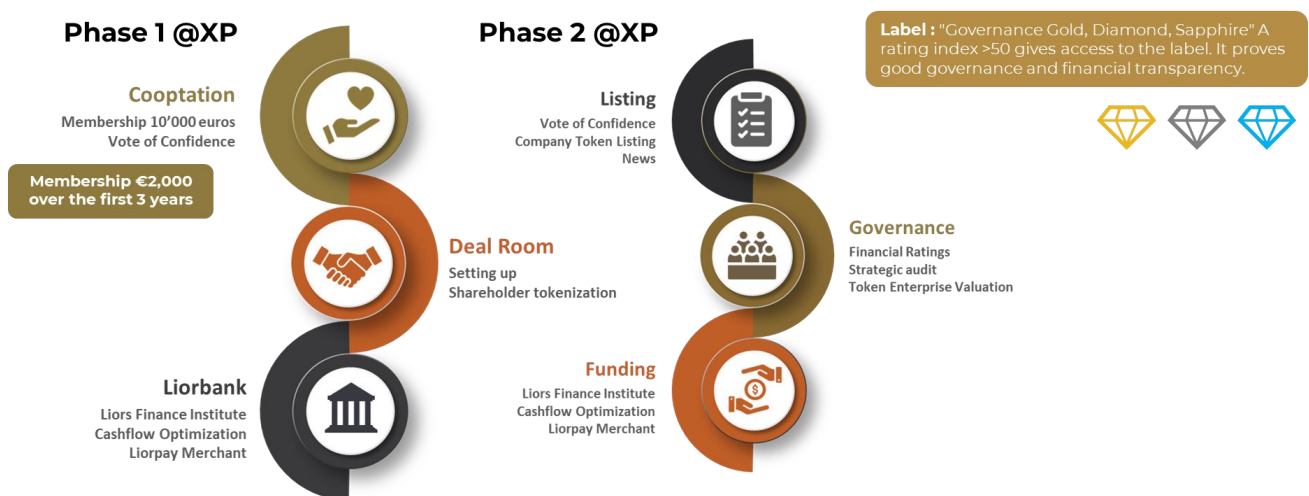 Phase 1 @XP
Cooptation
Membership 10'000 euros
Vote of Confidence
Membership €2,000
over the first 3 years
Deal Room
Setting up
Shareholder tokenization
Liorbank
Liors Finance Institute
Cashflow Optimization
Liorpay Merchant
Phase 2 @XP
Listing
Vote of Confidence
Company Token Listing
News
Governance
Financial Ratings
Strategic audit
Token Enterprise Valuation
Funding
Liors Finance Institute
Cashflow Optimization
Liorpay Merchant
Label : "Governance Gold, Diamond, Sapphire" A
rating index >50 gives access to the label. It proves
good governance and financial transparency.
$